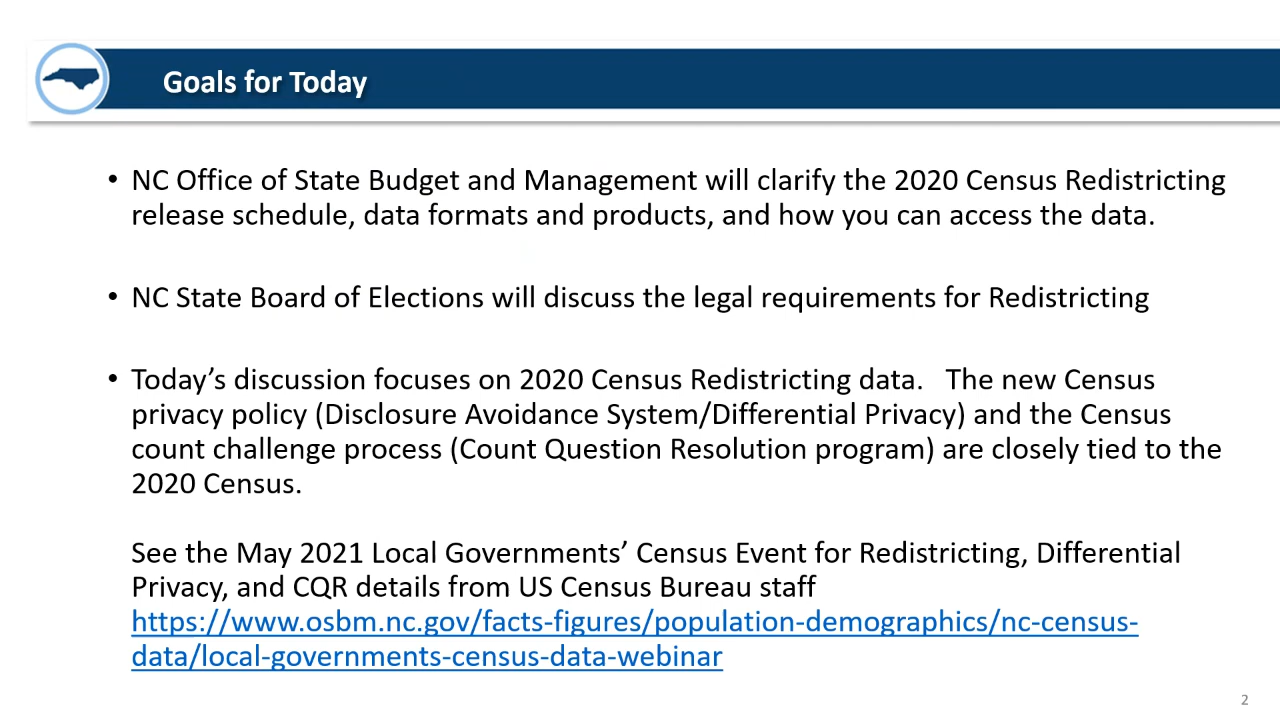 Goals for Today
• NC Office of State Budget and Management will clarify the 2020 Census Redistricting
release schedule, data formats and products, and how you can access the data.
• NC State Board of Elections will discuss the legal requirements for Redistricting
• Today’s discussion focuses on 2020 Census Redistricting data.   The new Census
privacy policy (Disclosure Avoidance System/Differential Privacy) and the Census
count challenge process (Count Question Resolution program) are closely tied to the
2020 Census.
See the May 2021 Local Governments’ Census Event for Redistricting, Differential
Privacy, and CQR details from US Census Bureau staff
https://www.osbm.nc.gov/facts-figures/population-demographics/nc-census-
data/local-governments-census-data-webinar
2